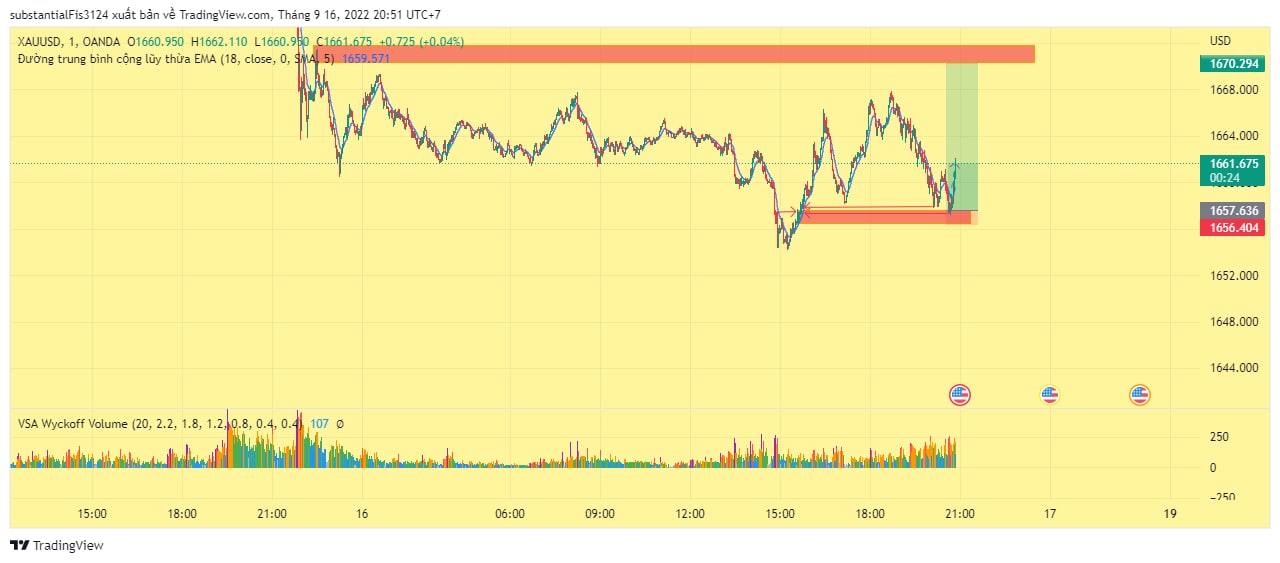 substantialFis3124 xuất bản về TradingView.com, Tháng 9 16, 2022 20:51 UTC+7
XAUUSD, 1, OANDA O1660.950 H1662.110 L1660.950 C1661.675 +0.725 (+0.04%)
Đường trung bình cộng lũy thừa EMA (18, close, 0, SMA, 5) 1659.571
USD
1670.294
1668.000
1664.000
1661.675
00:24
1657.636
1656.404
1652.000
1648.000
1644.000
VSA Wyckoff Volume (20, 2.2, 1.8, 1.2, 0.8, 0.4, 0.4) 107 Ø
250
0
-250
15:00 18:00 21:00 16 06:00 09:00 12:00 15:00 18:00 21:00 17 19
TradingView